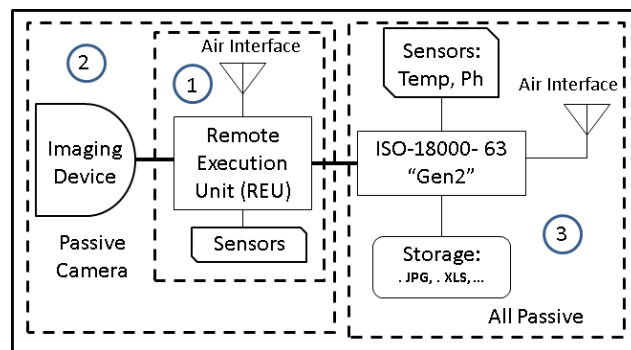 2
1
Air Interface
Imaging
Device
Remote
Execution
Unit (REU)
Sensors
Passive
Camera
Sensors:
Temp, Ph
Air Interface
ISO-18000- 63
“Gen2”
Storage:
. JPG, . XLS, ...
3
All Passive